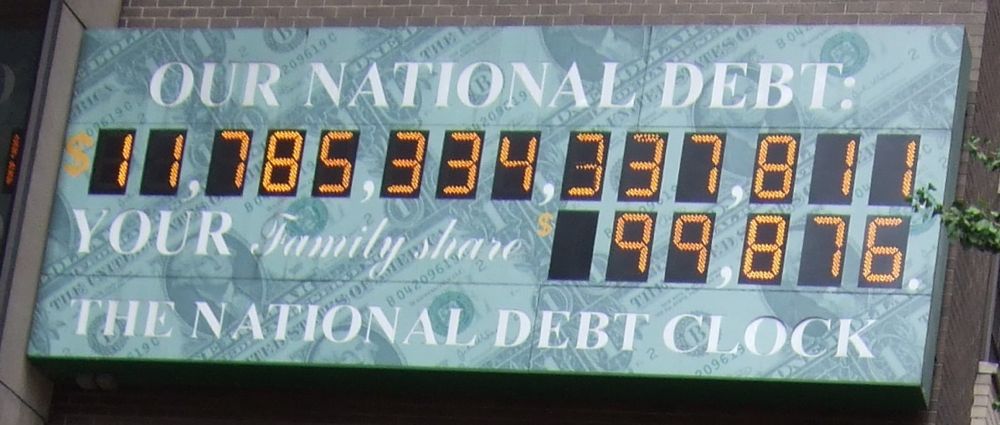 OUR NATIONAL DEBT:
$11,785,334,337,811
YOUR Family share $99,876.
THE NATIONAL DEBT CLOCK